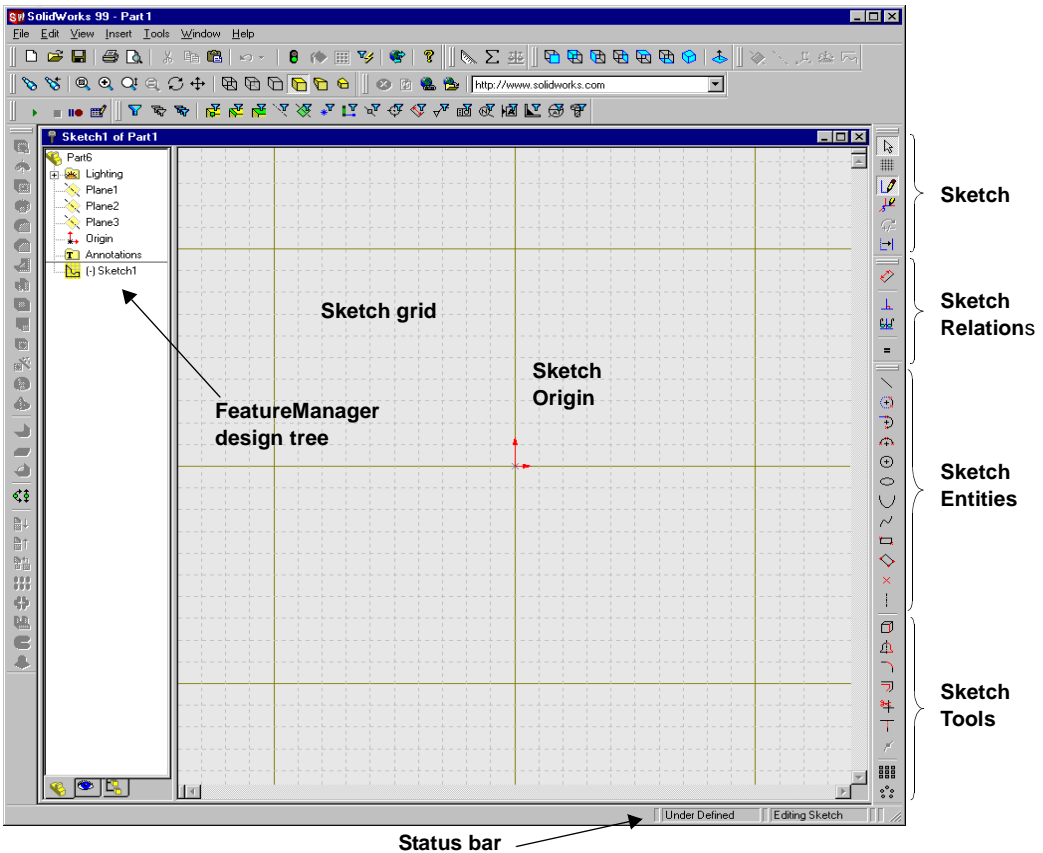 SW SolidWorks 99 - Part1
File Edit View Insert Tools Window Help
http://www.solidworks.com
Sketch1 of Part1
Part6
Lighting
Plane1
Plane2
Plane3
Origin
Annotations
(-) Sketch1
Sketch grid
Sketch
Origin
FeatureManager
design tree
Sketch
Sketch
Relations
Sketch
Entities
Sketch
Tools
Under Defined
Editing Sketch
Status bar